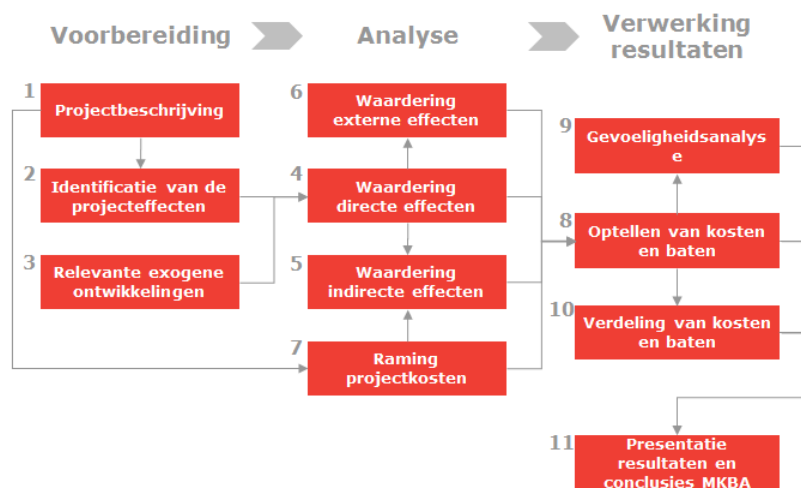 Voorbereiding
Analyse
Verwerking
resultaten
1
Projectbeschrijving
2
Identificatie van de
projecteffecten
3
Relevante exogene
ontwikkelingen
6
Waardering
externe effecten
4
Waardering
directe effecten
5
Waardering
indirecte effecten
7
Raming
projectkosten
9
Gevoeligheidsanalys
e
8
Optellen van kosten
en baten
10
Verdeling van kosten
en baten
11
Presentatie
resultaten en
conclusies MKBA